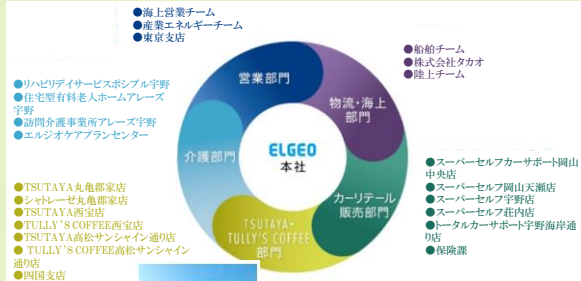 ●海上営業チーム
●産業エネルギーチーム
●東京支店
●船舶チーム
●株式会社タカオ
●陸上チーム
営業部門
物流・海上
部門
●リハビリデイサービスポシブル宇野
●住宅型有料老人ホームアレーズ
宇野
●訪問介護事業所アレーズ宇野
●エルジオケアプランセンター
介護部門
ELGEO
本社
カーリテール
販売部門
●スーパーセルフカーサポート岡山
中央店
●スーパーセルフ岡山天瀬店
●スーパーセルフ宇野店
●スーパーセルフ荘内店
●トータルカーサポート宇野海岸通
り店
●保険課
●TSUTAYA丸亀郡家店
●シャトレーゼ丸亀郡家店
●TSUTAYA西宝店
●TULLY'S COFFEE西宝店
●TSUTAYA高松サンシャイン通り店
●TULLY'S COFFEE高松サンシャイン
通り店
●四国支店
TSUTAYA・
TULLY'S COFFEE
部門